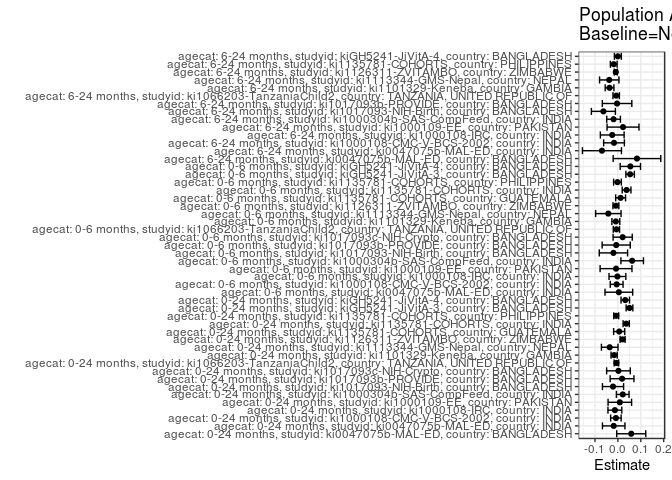 Population A
Baseline=No
agecat: 6-24 months, studyid: kiGH5241-JiVitA-4, country: BANGLADESH
agecat: 6-24 months, studyid: ki1135781-COHORTS, country: PHILIPPINES
agecat: 6-24 months, studyid: ki1126311-ZVITAMBO, country: ZIMBABWE
agecat: 6-24 months, studyid: ki1113344-GMS-Nepal, country: NEPAL
agecat: 6-24 months, studyid: ki1101329-Keneba, country: GAMBIA
agecat: 6-24 months, studyid: ki1066203-TanzaniaChild2, country: TANZANIA, UNITED REPUBLIC OF
agecat: 6-24 months, studyid: ki1017093b-PROVIDE, country: BANGLADESH
agecat: 6-24 months, studyid: ki1017093-NIH-Birth, country: BANGLADESH
agecat: 6-24 months, studyid: ki1000304b-SAS-CompFeed, country: INDIA
agecat: 6-24 months, studyid: ki1000109-EE, country: PAKISTAN
agecat: 6-24 months, studyid: ki1000108-IRC, country: INDIA
agecat: 6-24 months, studyid: ki1000108-CMC-V-BCS-2002, country: INDIA
agecat: 6-24 months, studyid: ki0047075b-MAL-ED, country: INDIA
agecat: 6-24 months, studyid: ki0047075b-MAL-ED, country: BANGLADESH
agecat: 0-6 months, studyid: kiGH5241-JiVitA-4, country: BANGLADESH
agecat: 0-6 months, studyid: kiGH5241-JiVitA-3, country: BANGLADESH
agecat: 0-6 months, studyid: ki1135781-COHORTS, country: PHILIPPINES
agecat: 0-6 months, studyid: ki1135781-COHORTS, country: INDIA
agecat: 0-6 months, studyid: ki1135781-COHORTS, country: GUATEMALA
agecat: 0-6 months, studyid: ki1126311-ZVITAMBO, country: ZIMBABWE
agecat: 0-6 months, studyid: ki1113344-GMS-Nepal, country: NEPAL
agecat: 0-6 months, studyid: ki1101329-Keneba, country: GAMBIA
agecat: 0-6 months, studyid: ki1066203-TanzaniaChild2, country: TANZANIA, UNITED REPUBLIC OF
agecat: 0-6 months, studyid: ki1017093c-NIH-Crypto, country: BANGLADESH
agecat: 0-6 months, studyid: ki1017093b-PROVIDE, country: BANGLADESH
agecat: 0-6 months, studyid: ki1017093-NIH-Birth, country: BANGLADESH
agecat: 0-6 months, studyid: ki1000304b-SAS-CompFeed, country: INDIA
agecat: 0-6 months, studyid: ki1000109-EE, country: PAKISTAN
agecat: 0-6 months, studyid: ki1000108-IRC, country: INDIA
agecat: 0-6 months, studyid: ki1000108-CMC-V-BCS-2002, country: INDIA
agecat: 0-6 months, studyid: ki0047075b-MAL-ED, country: INDIA
agecat: 0-24 months, studyid: kiGH5241-JiVitA-4, country: BANGLADESH
agecat: 0-24 months, studyid: kiGH5241-JiVitA-3, country: BANGLADESH
agecat: 0-24 months, studyid: ki1135781-COHORTS, country: PHILIPPINES
agecat: 0-24 months, studyid: ki1135781-COHORTS, country: INDIA
agecat: 0-24 months, studyid: ki1135781-COHORTS, country: GUATEMALA
agecat: 0-24 months, studyid: ki1126311-ZVITAMBO, country: ZIMBABWE
agecat: 0-24 months, studyid: ki1113344-GMS-Nepal, country: NEPAL
agecat: 0-24 months, studyid: ki1101329-Keneba, country: GAMBIA
agecat: 0-24 months, studyid: ki1066203-TanzaniaChild2, country: TANZANIA, UNITED REPUBLIC OF
agecat: 0-24 months, studyid: ki1017093c-NIH-Crypto, country: BANGLADESH
agecat: 0-24 months, studyid: ki1017093b-PROVIDE, country: BANGLADESH
agecat: 0-24 months, studyid: ki1017093-NIH-Birth, country: BANGLADESH
agecat: 0-24 months, studyid: ki1000304b-SAS-CompFeed, country: INDIA
agecat: 0-24 months, studyid: ki1000109-EE, country: PAKISTAN
agecat: 0-24 months, studyid: ki1000108-IRC, country: INDIA
agecat: 0-24 months, studyid: ki1000108-CMC-V-BCS-2002, country: INDIA
agecat: 0-24 months, studyid: ki0047075b-MAL-ED, country: INDIA
agecat: 0-24 months, studyid: ki0047075b-MAL-ED, country: BANGLADESH
-0.1 0.0 0.1 0.2
Estimate